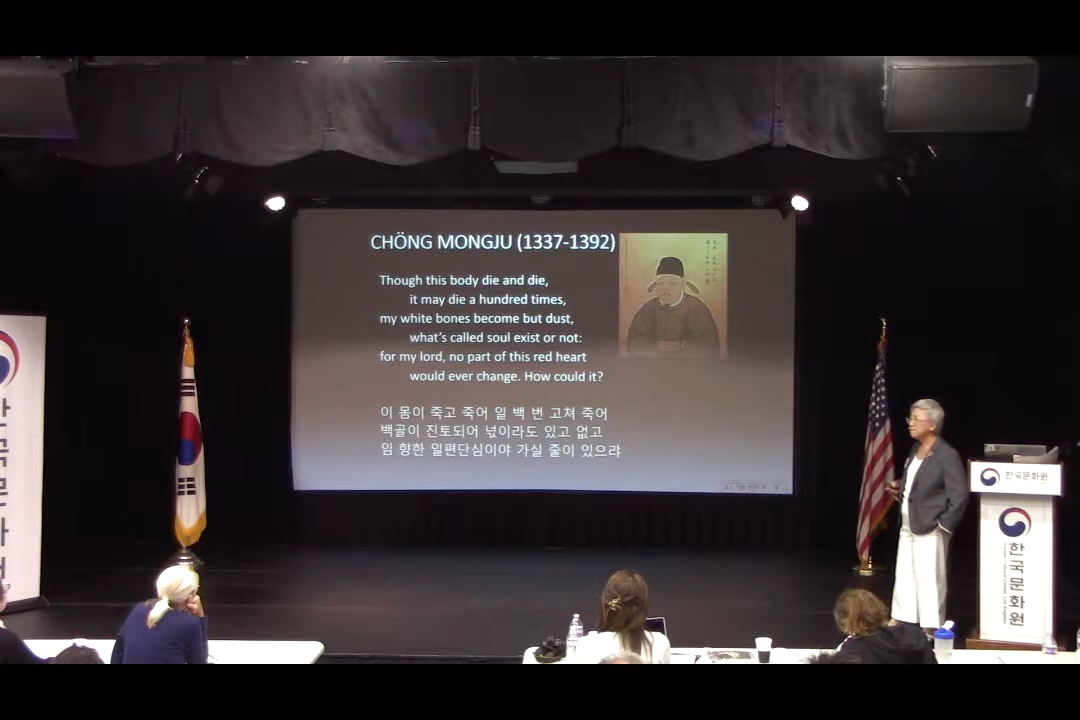 CHŎNG MONGJU (1337-1392)
Though this body die and die,
it may die a hundred times,
my white bones become but dust,
what's called soul exist or not:
for my lord, no part of this red heart
would ever change. How could it?
이 몸이 죽고 죽어 일 백 번 고쳐 죽어
백골이 진토되어 넋이라도 있고 없고
임 향한 일편단심이야 가실 줄이 있으랴
한국문화원
한국문화원